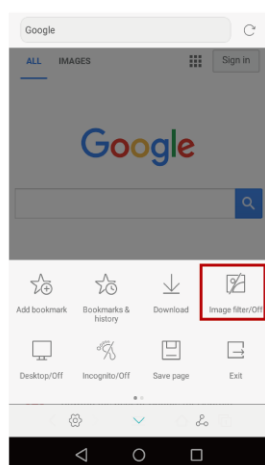 Google
ALL IMAGES Sign in
Google
Add bookmark Bookmarks & Download Image filter/Off
history
Desktop/Off Incognito/Off Save page Exit